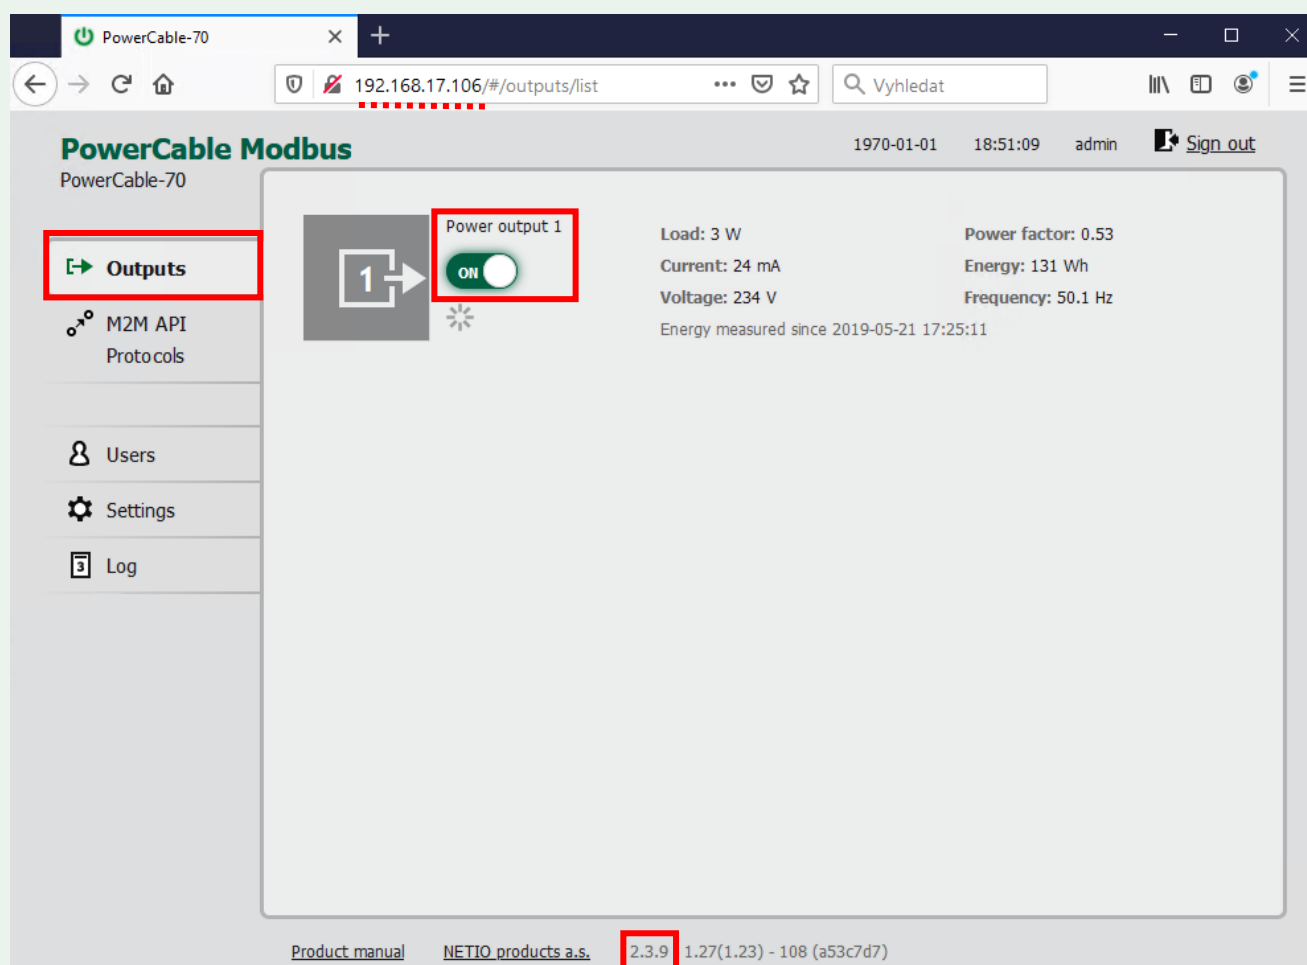 PowerCable-70
192.168.17.106/#/outputs/list
Vyhledat
PowerCable Modbus
1970-01-01 18:51:09 admin Sign out
PowerCable-70
Power output 1
1
ON
Load: 3 W
Power factor: 0.53
Current: 24 mA
Energy: 131 Wh
Voltage: 234 V
Frequency: 50.1 Hz
Energy measured since 2019-05-21 17:25:11
Outputs
M2M API
Protocols
Users
Settings
3 Log
Product manual NETIO products a.s. 2.3.9 1.27(1.23) - 108 (a53c7d7)